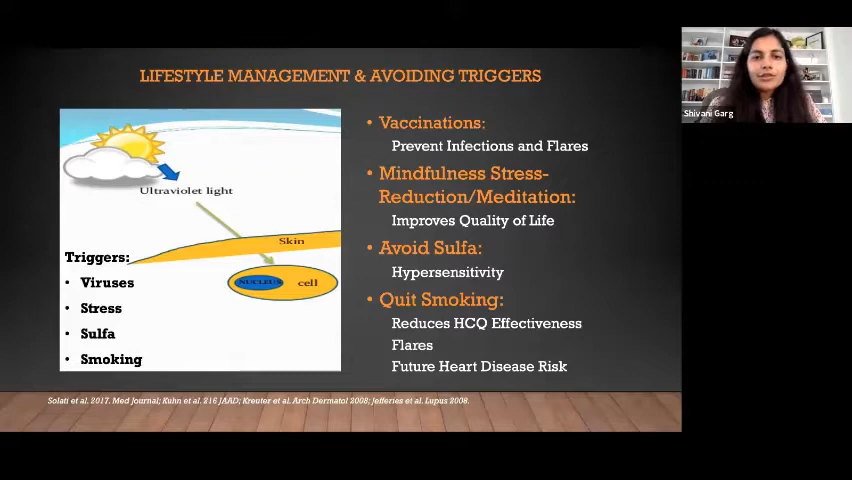 LIFESTYLE MANAGEMENT & AVOIDING TRIGGERS
Ultraviolet light
Skin
NUCLEUS
cell
Triggers:
• Viruses
• Stress
• Sulfa
• Smoking
• Vaccinations:
Prevent Infections and Flares
• Mindfulness Stress-
Reduction/Meditation:
Improves Quality of Life
• Avoid Sulfa:
Hypersensitivity
• Quit Smoking:
Reduces HCQ Effectiveness
Flares
Future Heart Disease Risk
Solati et al. 2017. Med Journal; Kuhn et al. 216 JAAD; Kreuter et al. Arch Dermatol 2008; Jefferies et al. Lupus 2008.
Shivani Garg